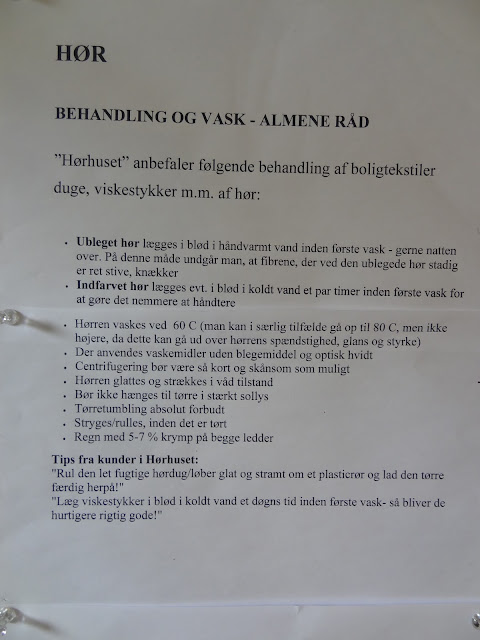 HØR
BEHANDLING OG VASK - ALMENE RÅD
”Hørhuset” anbefaler følgende behandling af boligtekstiler
duge, viskestykker m.m. af hør:
• Ubleget hør lægges i blød i håndvarmt vand inden første vask - gerne natten
over. På denne måde undgår man, at fibrene, der ved den ublegede hør stadig
er ret stive, knækker
• Indfarvet hør lægges evt. i blød i koldt vand et par timer inden første vask for
at gøre det nemmere at håndtere
• Hørren vaskes ved  60 C (man kan i særlig tilfælde gå op til 80 C, men ikke
højere, da dette kan gå ud over hørrens spændstighed, glans og styrke)
• Der anvendes vaskemidler uden blegemiddel og optisk hvidt
• Centrifugering bør være så kort og skånsom som muligt
• Hørren glattes og strækkes i våd tilstand
• Bør ikke hænges til tørre i stærkt sollys
• Tørretumbling absolut forbudt
• Stryges/rulles, inden det er tørt
• Regn med 5-7 % krymp på begge ledder
Tips fra kunder i Hørhuset:
"Rul den let fugtige hørdug/løber glat og stramt om et plasticrør og lad den tørre
færdig herpå!"
"Læg viskestykker i blød i koldt vand et døgns tid inden første vask- så bliver de
hurtigere rigtig gode!"